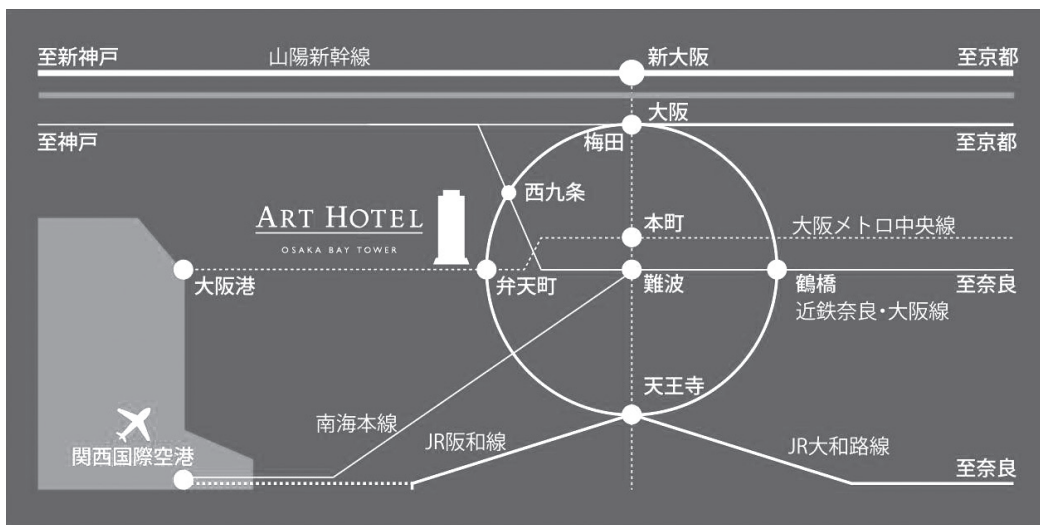 至新神戸
山陽新幹線
新大阪
至京都
大阪
至神戸
梅田
至京都
西九条
ART HOTEL
OSAKA BAY TOWER
本町
大阪メトロ中央線
大阪港
弁天町
難波
鶴橋
至奈良
近鉄奈良・大阪線
天王寺
南海本線
JR阪和線
JR大和路線
関西国際空港
至奈良